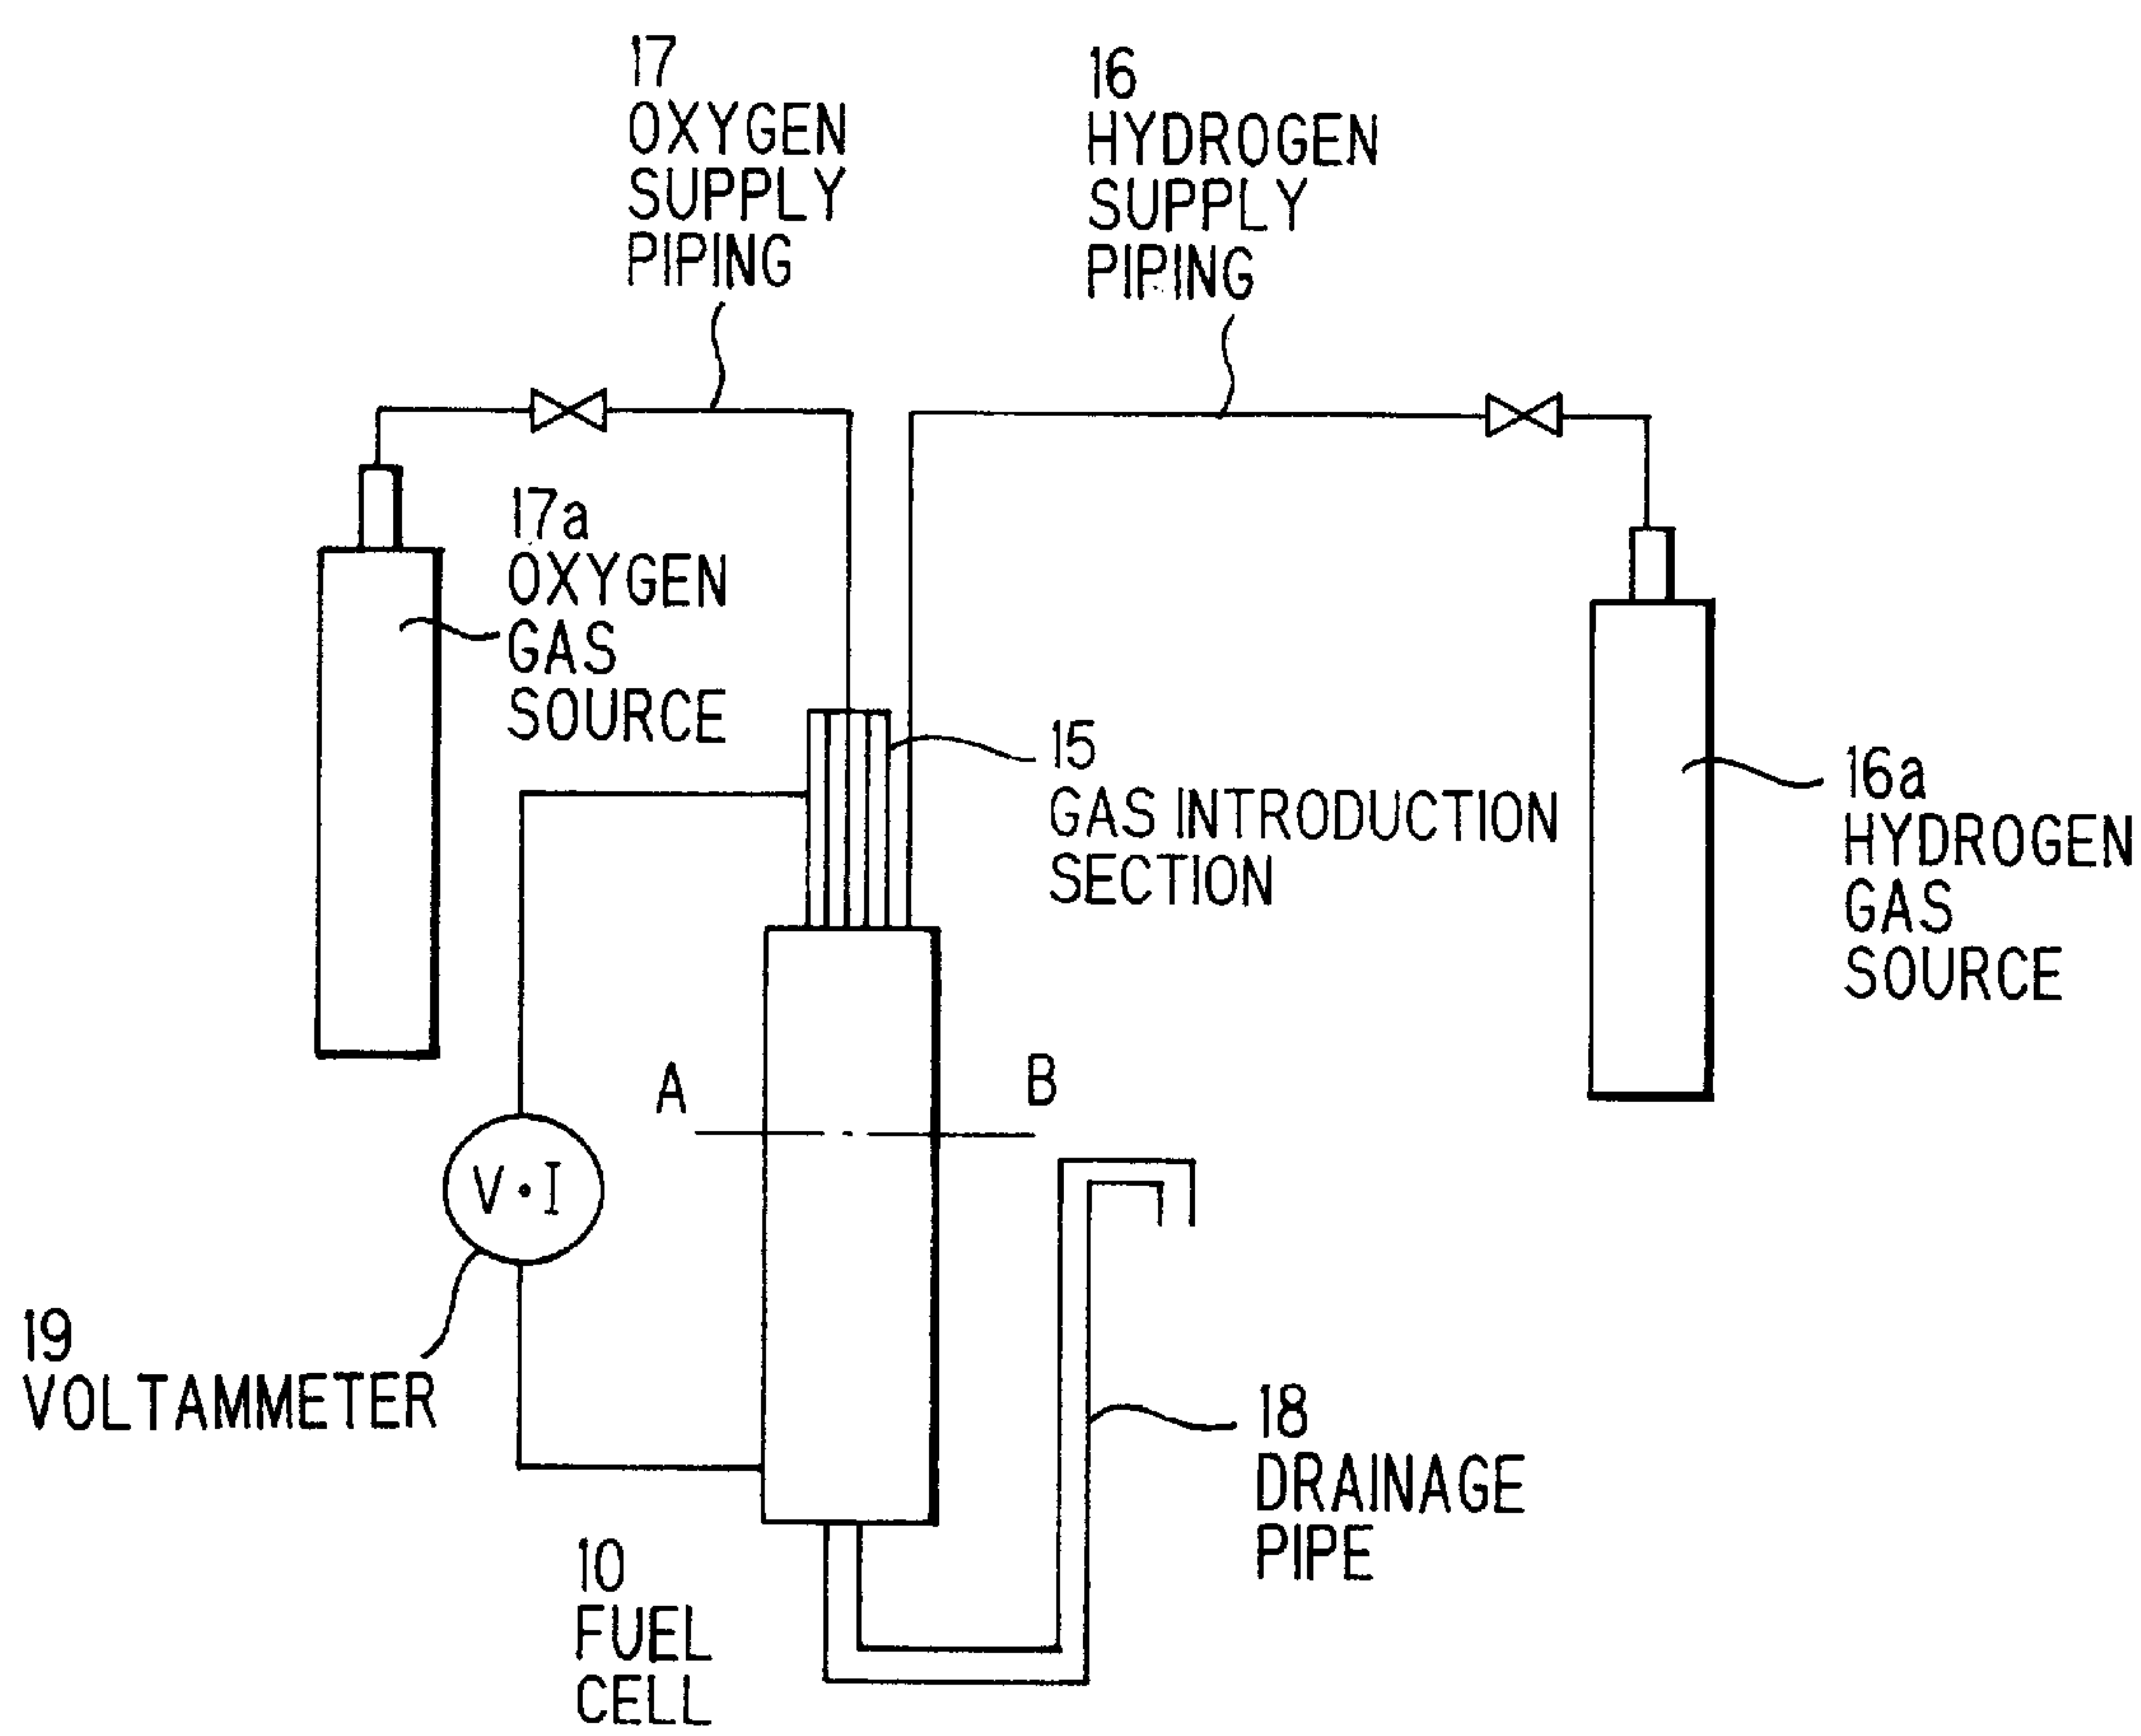 17
OXYGEN
SUPPLY
PIPING
16
HYDROGEN
SUPPLY
PIPING
17a
OXYGEN
GAS
SOURCE
15
GAS INTRODUCTION
SECTION
16a
HYDROGEN
GAS
SOURCE
A
B
V·I
19
VOLTAMMETER
18
DRAINAGE
PIPE
10
FUEL
CELL